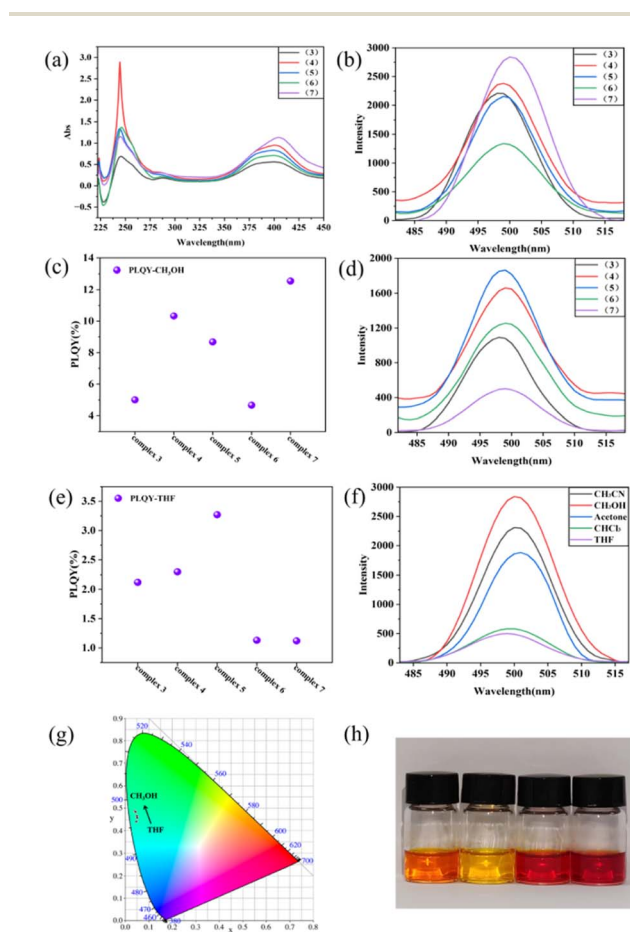 (a)
3.0
2.5
2.0
1.5
1.0
0.5
0.0
-0.5
Abs
225 250 275 300 325 350 375 400 425 450
Wavelength(nm)
(3)
(4)
(5)
(6)
(7)
(b)
3000
2500
2000
1500
1000
500
0
Intensity
485 490 495 500 505 510 515
Wavelength(nm)
(3)
(4)
(5)
(6)
(7)
(c)
PLQY-CH₃OH
14
12
10
8
6
4
PLQY(%)
complex 3
complex 4
complex 5
complex 6
complex 7
(d)
2000
1600
1200
800
400
0
Intensity
485 490 495 500 505 510 515
Wavelength(nm)
(3)
(4)
(5)
(6)
(7)
(e)
PLQY-THF
3.5
3.0
2.5
2.0
1.5
1.0
PLQY(%)
complex 3
complex 4
complex 5
complex 6
complex 7
(f)
3000
2500
2000
1500
1000
500
0
Intensity
485 490 495 500 505 510 515
Wavelength(nm)
CH₃CN
CH₃OH
Acetone
CHCl₃
THF
(g)
0.9
0.8
0.7
0.6
0.5
0.4
0.3
0.2
0.1
0.0
y
0.0 0.1 0.2 0.3 0.4 0.5 0.6 0.7 0.8
x
520
540
560
580
600
620
700
500
490
480
470
460
380
CH₃OH
THF
(h)